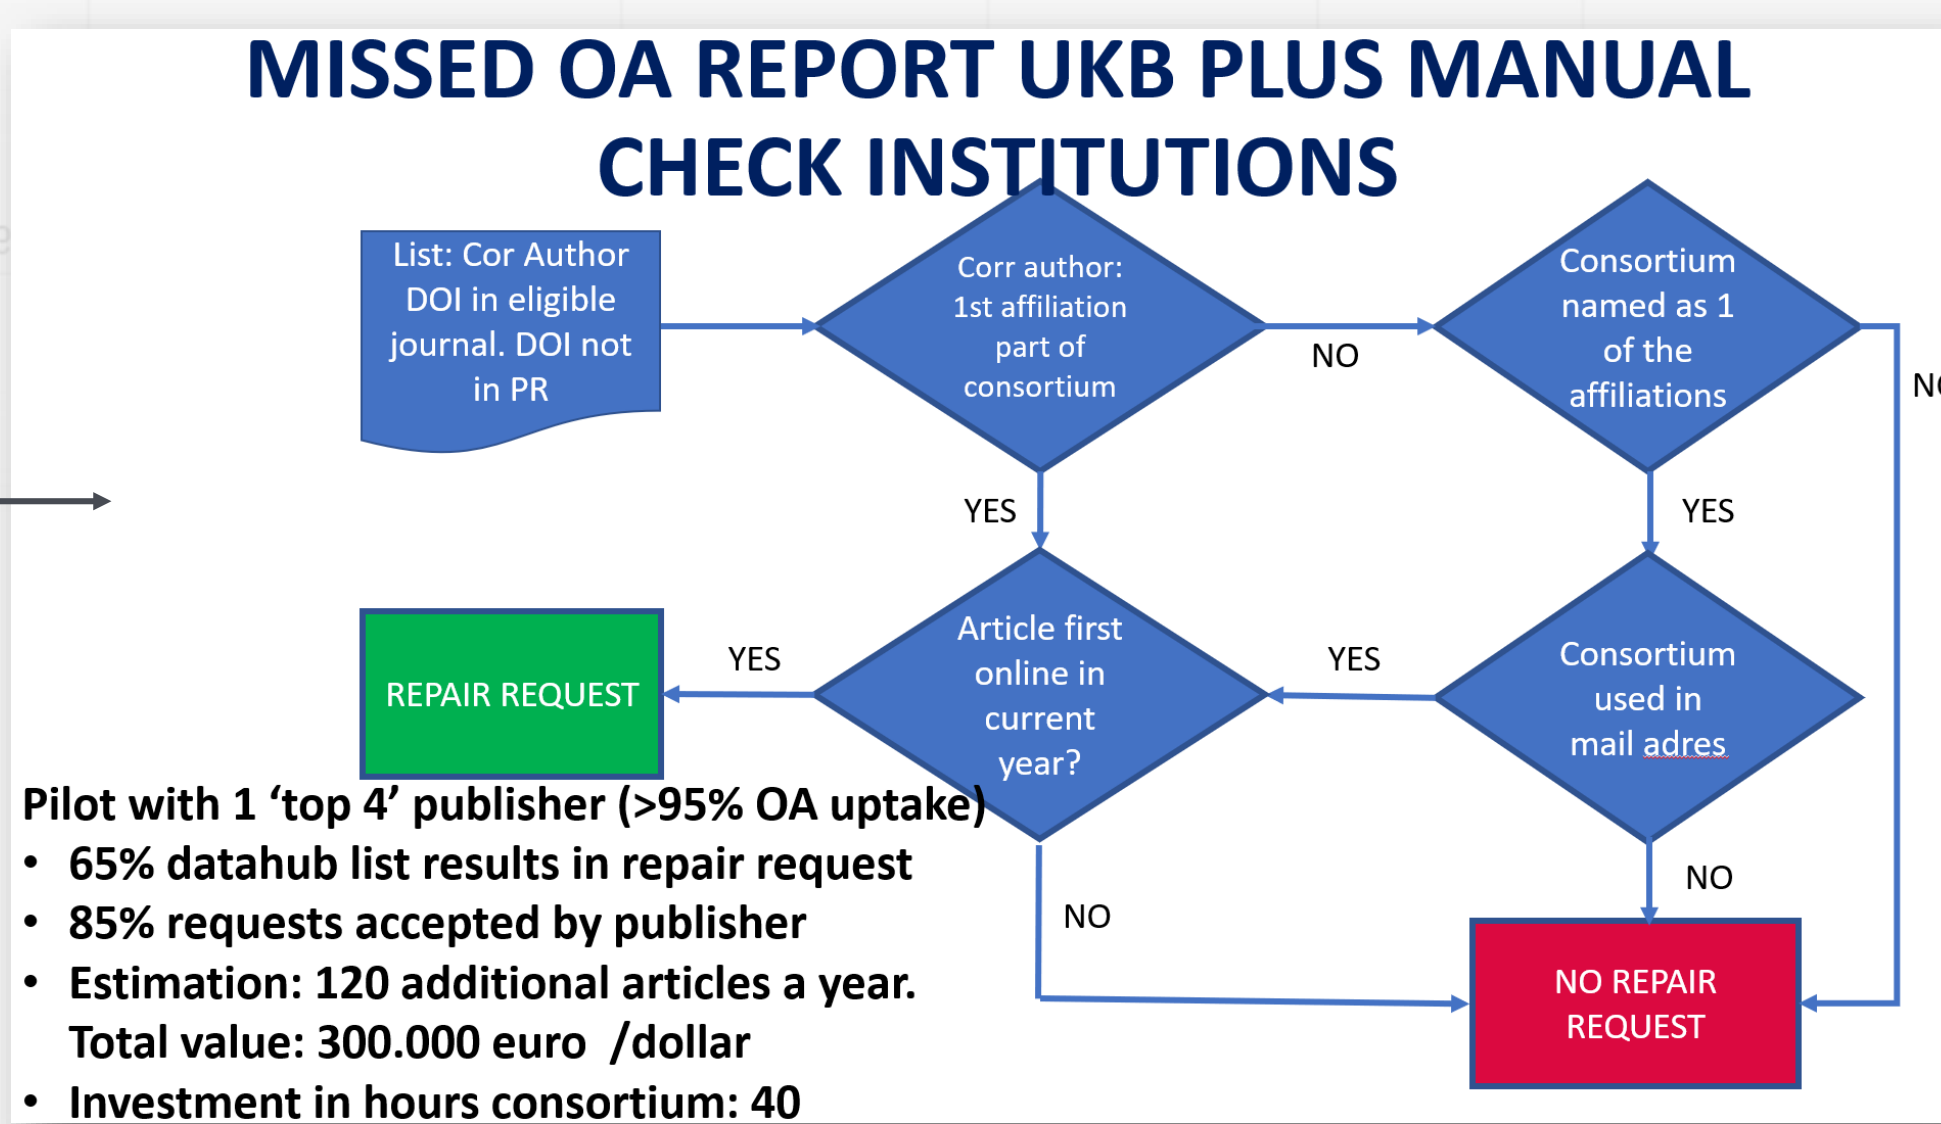 MISSED OA REPORT UKB PLUS MANUAL
CHECK INSTITUTIONS
List: Cor Author
DOI in eligible
journal. DOI not
in PR
Corr author:
1st affiliation
part of
consortium
NO
Consortium
named as 1
of the
affiliations
YES
YES
REPAIR REQUEST
YES
Article first
online in
current
year?
YES
Consortium
used in
mail adres
NO
NO
NO REPAIR
REQUEST
Pilot with 1 ‘top 4’ publisher (>95% OA uptake)
• 65% datahub list results in repair request
• 85% requests accepted by publisher
• Estimation: 120 additional articles a year.
Total value: 300.000 euro /dollar
• Investment in hours consortium: 40